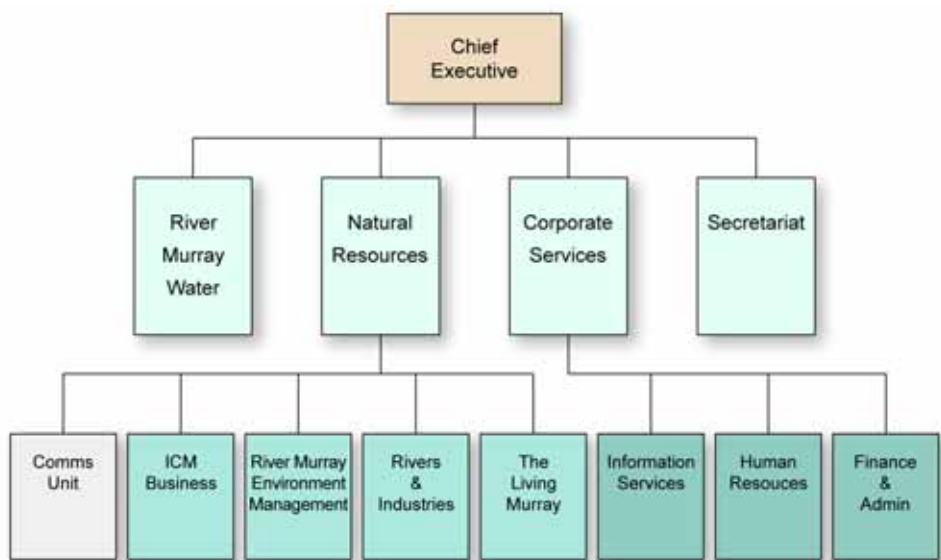 Chief
Executive
River
Murray
Water
Natural
Resources
Corporate
Services
Secretariat
Comms
Unit
ICM
Business
River Murray
Environment
Management
Rivers
&
Industries
The
Living
Murray
Information
Services
Human
Resouces
Finance
&
Admin